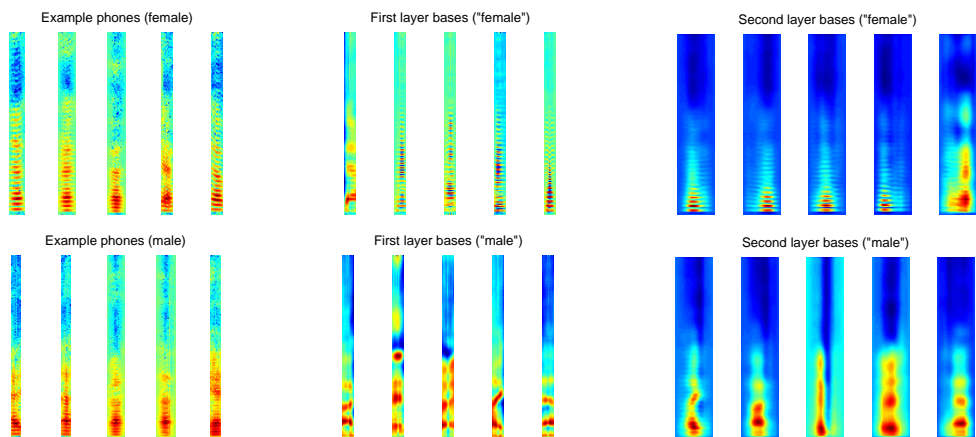 Example phones (female)
First layer bases ("female")
Second layer bases ("female")
Example phones (male)
First layer bases ("male")
Second layer bases ("male")